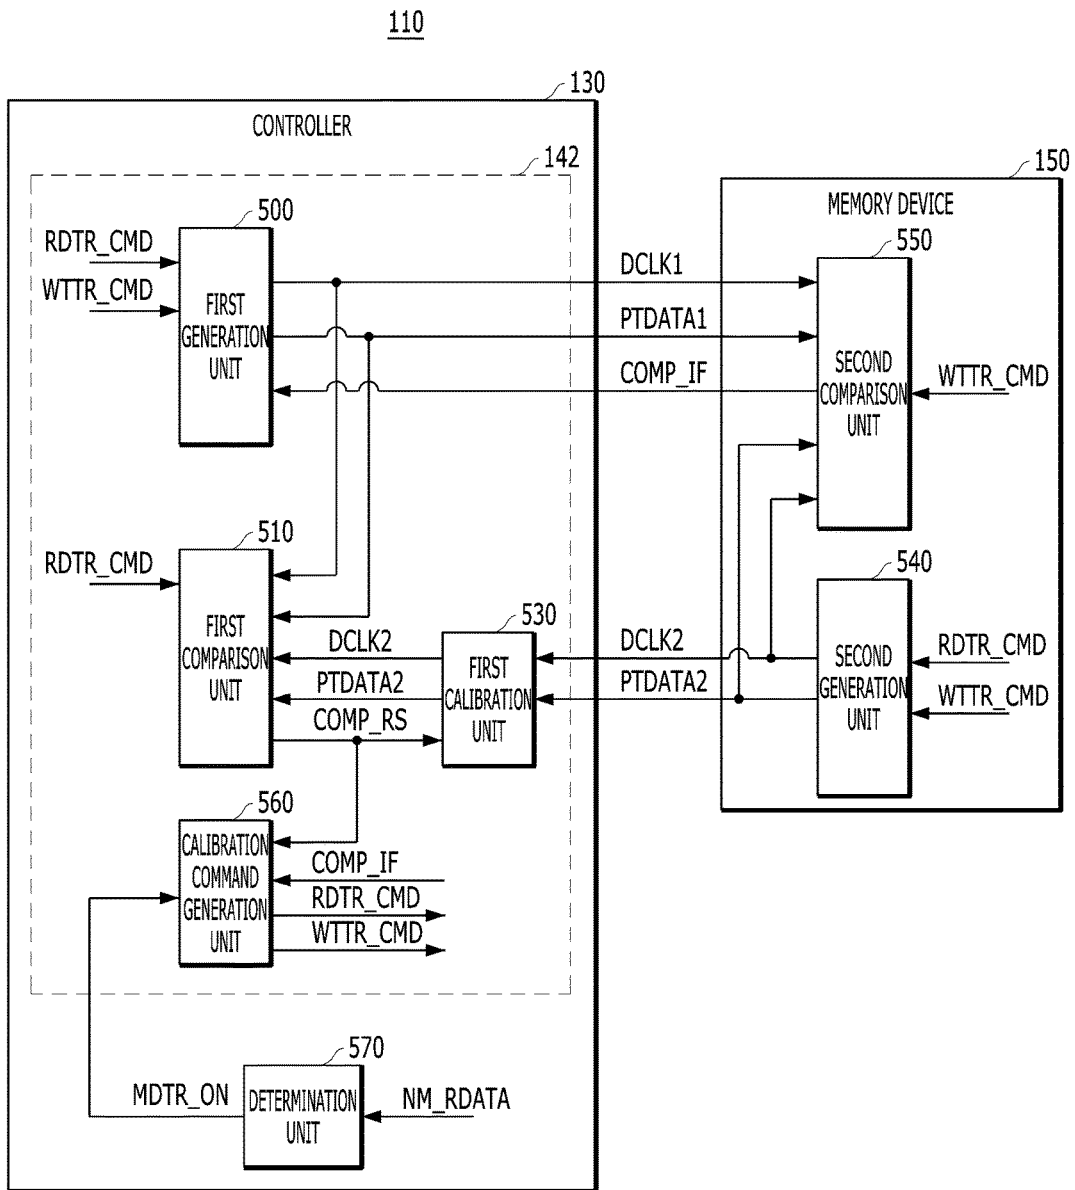 110
130
CONTROLLER
142
150
MEMORY DEVICE
500
RDTR_CMD
WTTR_CMD
FIRST
GENERATION
UNIT
DCLK1
PTDATA1
COMP_IF
550
SECOND
COMPARISON
UNIT
WTTR_CMD
510
RDTR_CMD
FIRST
COMPARISON
UNIT
DCLK2
PTDATA2
COMP_RS
530
FIRST
CALIBRATION
UNIT
DCLK2
PTDATA2
540
SECOND
GENERATION
UNIT
RDTR_CMD
WTTR_CMD
560
CALIBRATION
COMMAND
GENERATION
UNIT
COMP_IF
RDTR_CMD
WTTR_CMD
570
MDTR_ON
DETERMINATION
UNIT
NM_RDATA